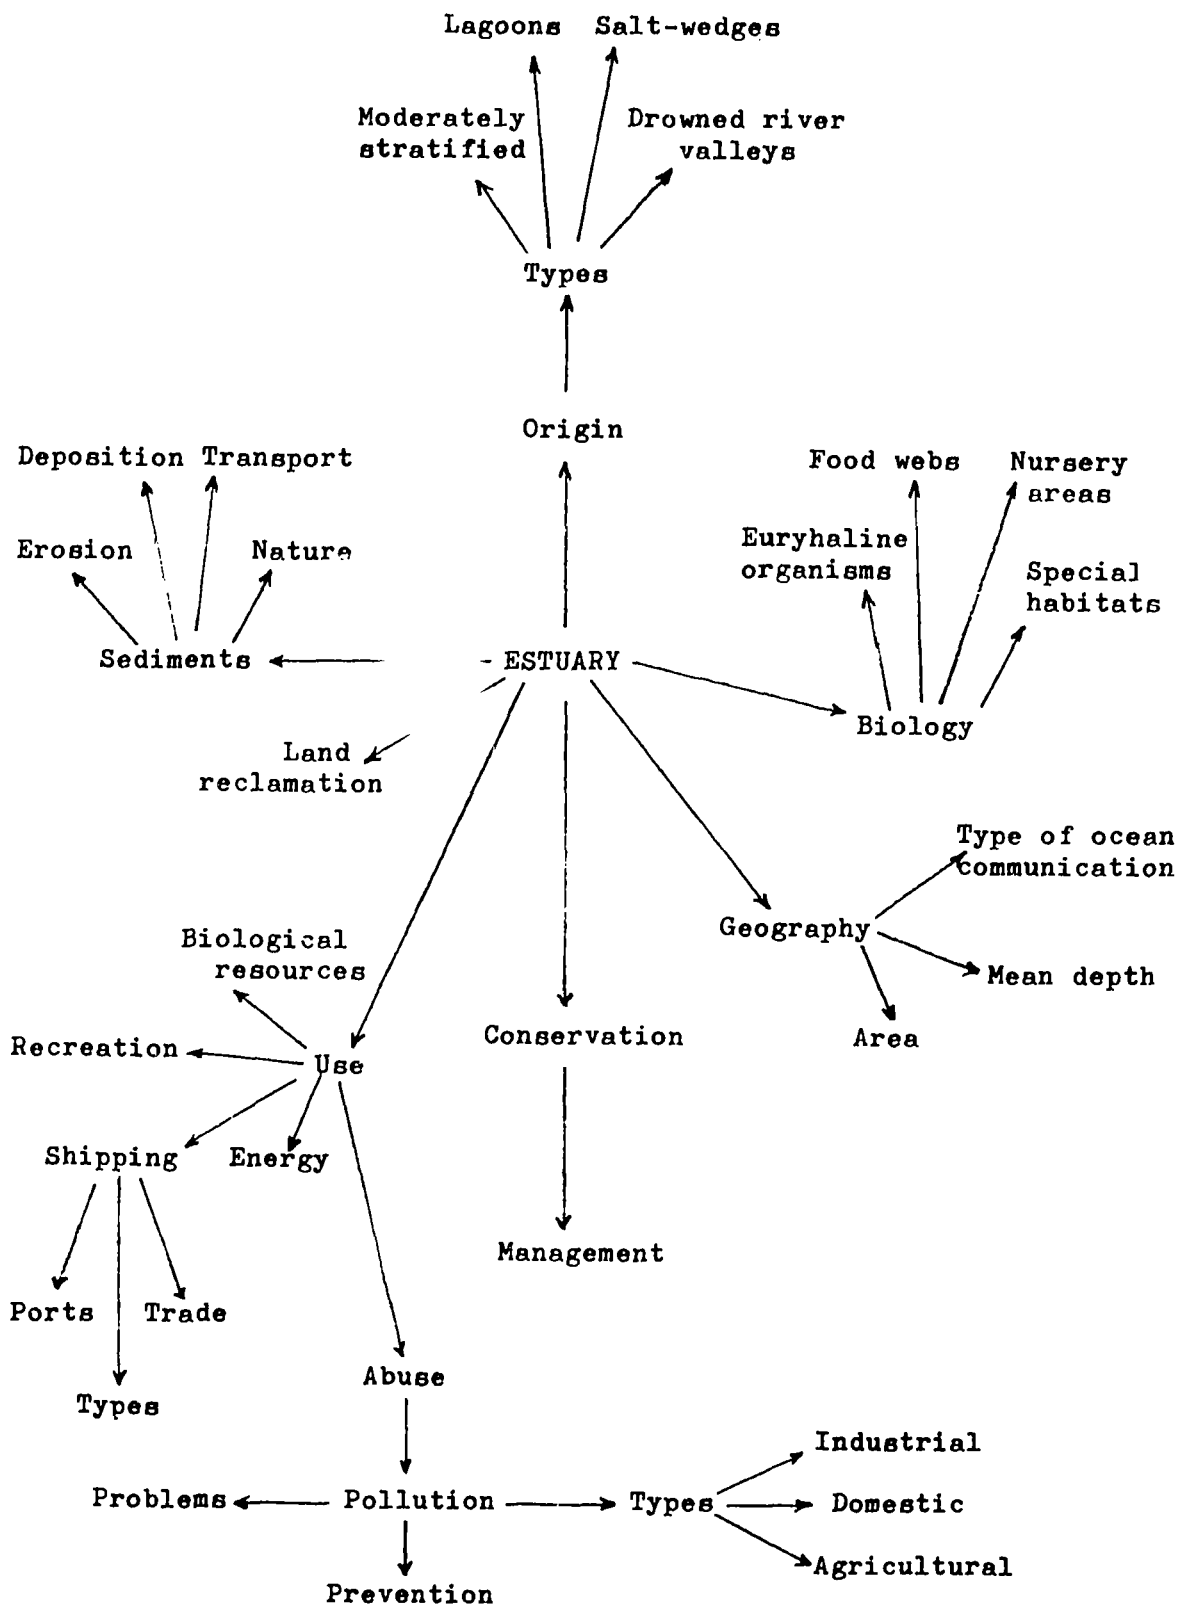 Lagoons Salt-wedges
Moderately
stratified
Drowned river
valleys
Types
Origin
Deposition Transport
Erosion
Nature
Sediments
Food webs
Nursery
areas
Euryhaline
organisms
Special
habitats
ESTUARY
Biology
Land
reclamation
Type of ocean
communication
Geography
Mean depth
Area
Biological
resources
Conservation
Recreation
Use
Shipping
Energy
Management
Ports
Trade
Types
Abuse
Industrial
Problems
Pollution
Types
Domestic
Agricultural
Prevention